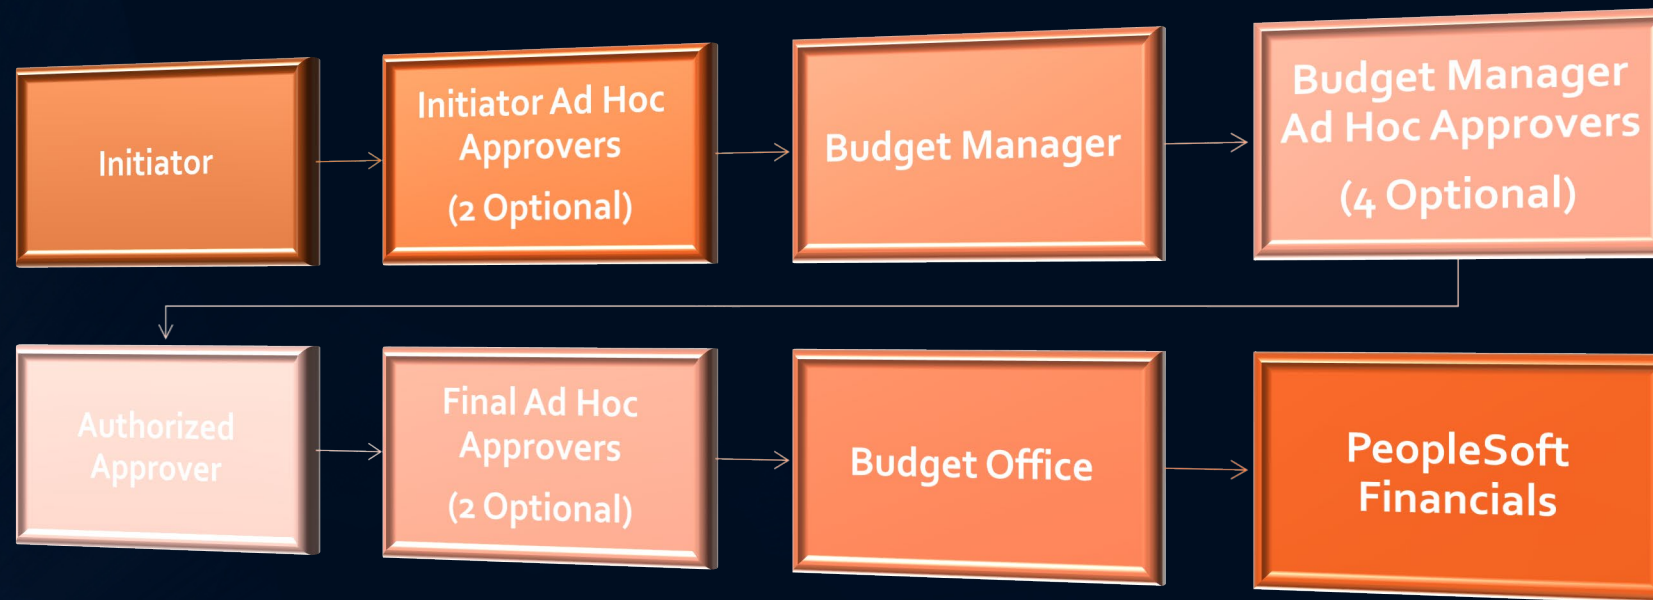 Initiator
Initiator Ad Hoc
Approvers
(2 Optional)
Budget Manager
Budget Manager
Ad Hoc Approvers
(4 Optional)
Authorized
Approver
Final Ad Hoc
Approvers
(2 Optional)
Budget Office
PeopleSoft
Financials